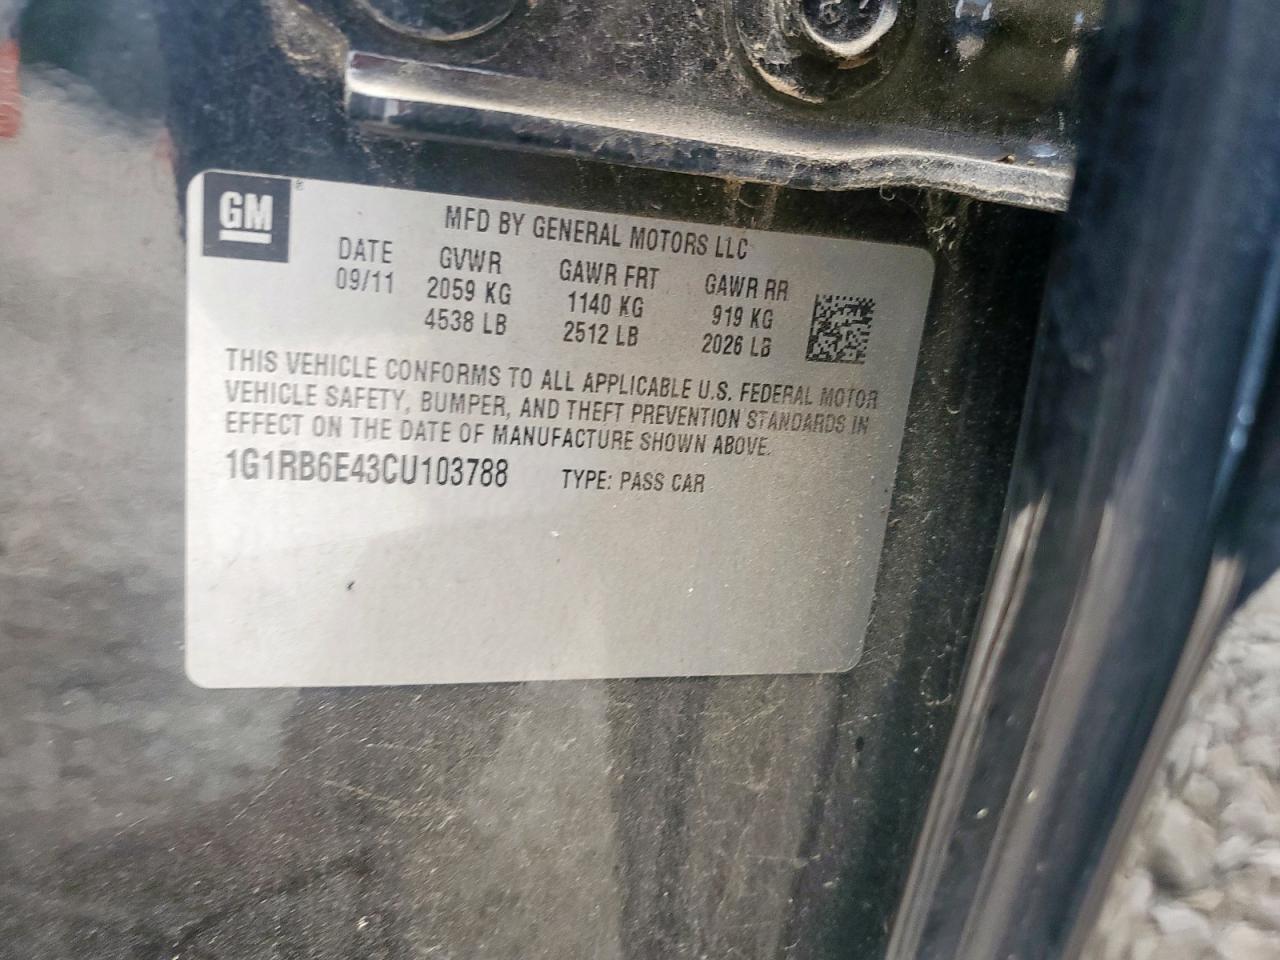 GM
MFD BY GENERAL MOTORS LLC
DATE GVWR GAWR FRT GAWR RR
09/11 2059 KG 1140 KG 919 KG
4538 LB 2512 LB 2026 LB
THIS VEHICLE CONFORMS TO ALL APPLICABLE U.S. FEDERAL MOTOR
VEHICLE SAFETY, BUMPER, AND THEFT PREVENTION STANDARDS IN
EFFECT ON THE DATE OF MANUFACTURE SHOWN ABOVE.
1G1RB6E43CU103788 TYPE: PASS CAR